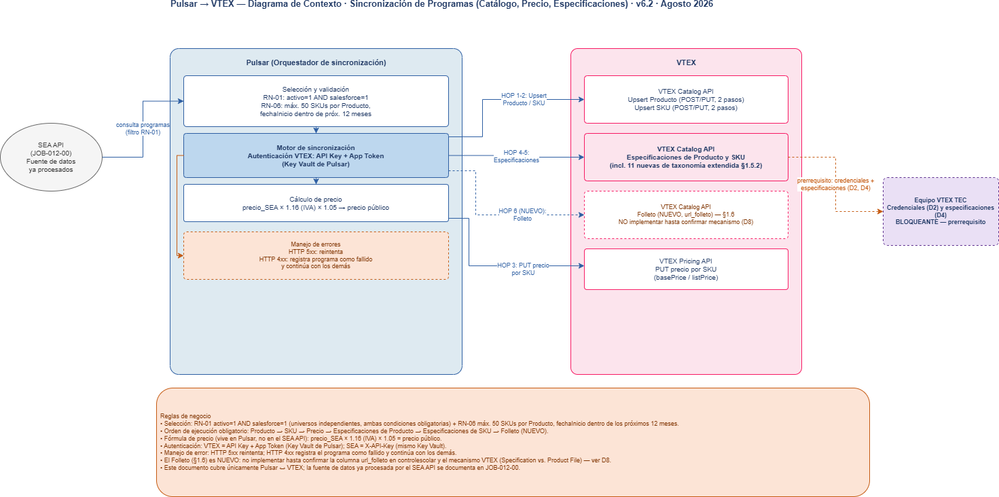 Pulsar → VTEX — Diagrama de Contexto · Sincronización de Programas (Catálogo, Precio, Especificaciones) · v6.2 · Agosto 2026
SEA API
(JOB-012-00)
Fuente de datos
ya procesados
consulta programas
(filtro RN-01)
Pulsar (Orquestador de sincronización)
Selección y validación
RN-01: activo=1 AND salesforce=1
RN-06: máx. 50 SKUs por Producto,
fechaInicio dentro de próx. 12 meses
Motor de sincronización
Autenticación VTEX: API Key + App Token
(Key Vault de Pulsar)
Cálculo de precio
precio_SEA × 1.16 (IVA) × 1.05 → precio público
Manejo de errores
HTTP 5xx: reintenta
HTTP 4xx: registra programa como fallido
y continúa con los demás
HOP 1-2: Upsert
Producto / SKU
HOP 4-5:
Especificaciones
HOP 6 (NUEVO):
Folleto
HOP 3: PUT precio
por SKU
VTEX
VTEX Catalog API
Upsert Producto (POST/PUT, 2 pasos)
Upsert SKU (POST/PUT, 2 pasos)
VTEX Catalog API
Especificaciones de Producto y SKU
(incl. 11 nuevas de taxonomía extendida §1.5.2)
VTEX Catalog API
Folleto (NUEVO, url_folleto) — §1.6
NO implementar hasta confirmar mecanismo (D8)
VTEX Pricing API
PUT precio por SKU
(basePrice / listPrice)
prerrequisito: credenciales +
especificaciones (D2, D4)
Equipo VTEX TEC
Credenciales (D2) y especificaciones
(D4)
BLOQUEANTE — prerrequisito
Reglas de negocio
• Selección: RN-01 activo=1 AND salesforce=1 (universos independientes, ambas condiciones obligatorias) + RN-06 máx. 50 SKUs por Producto, fechaInicio dentro de los próximos 12 meses.
• Orden de ejecución obligatorio: Producto → SKU → Precio → Especificaciones de Producto → Especificaciones de SKU → Folleto (NUEVO).
• Fórmula de precio (vive en Pulsar, no en el SEA API): precio_SEA × 1.16 (IVA) × 1.05 = precio público.
• Autenticación: VTEX = API Key + App Token (Key Vault de Pulsar); SEA = X-API-Key (mismo Key Vault).
• Manejo de error: HTTP 5xx reintenta; HTTP 4xx registra el programa como fallido y continúa con los demás.
• El Folleto (§1.6) es NUEVO: no implementar hasta confirmar la columna url_folleto en controlescolar y el mecanismo VTEX (Specification vs. Product File) — ver D8.
• Este documento cubre únicamente Pulsar ↔ VTEX; la fuente de datos ya procesada por el SEA API se documenta en JOB-012-00.